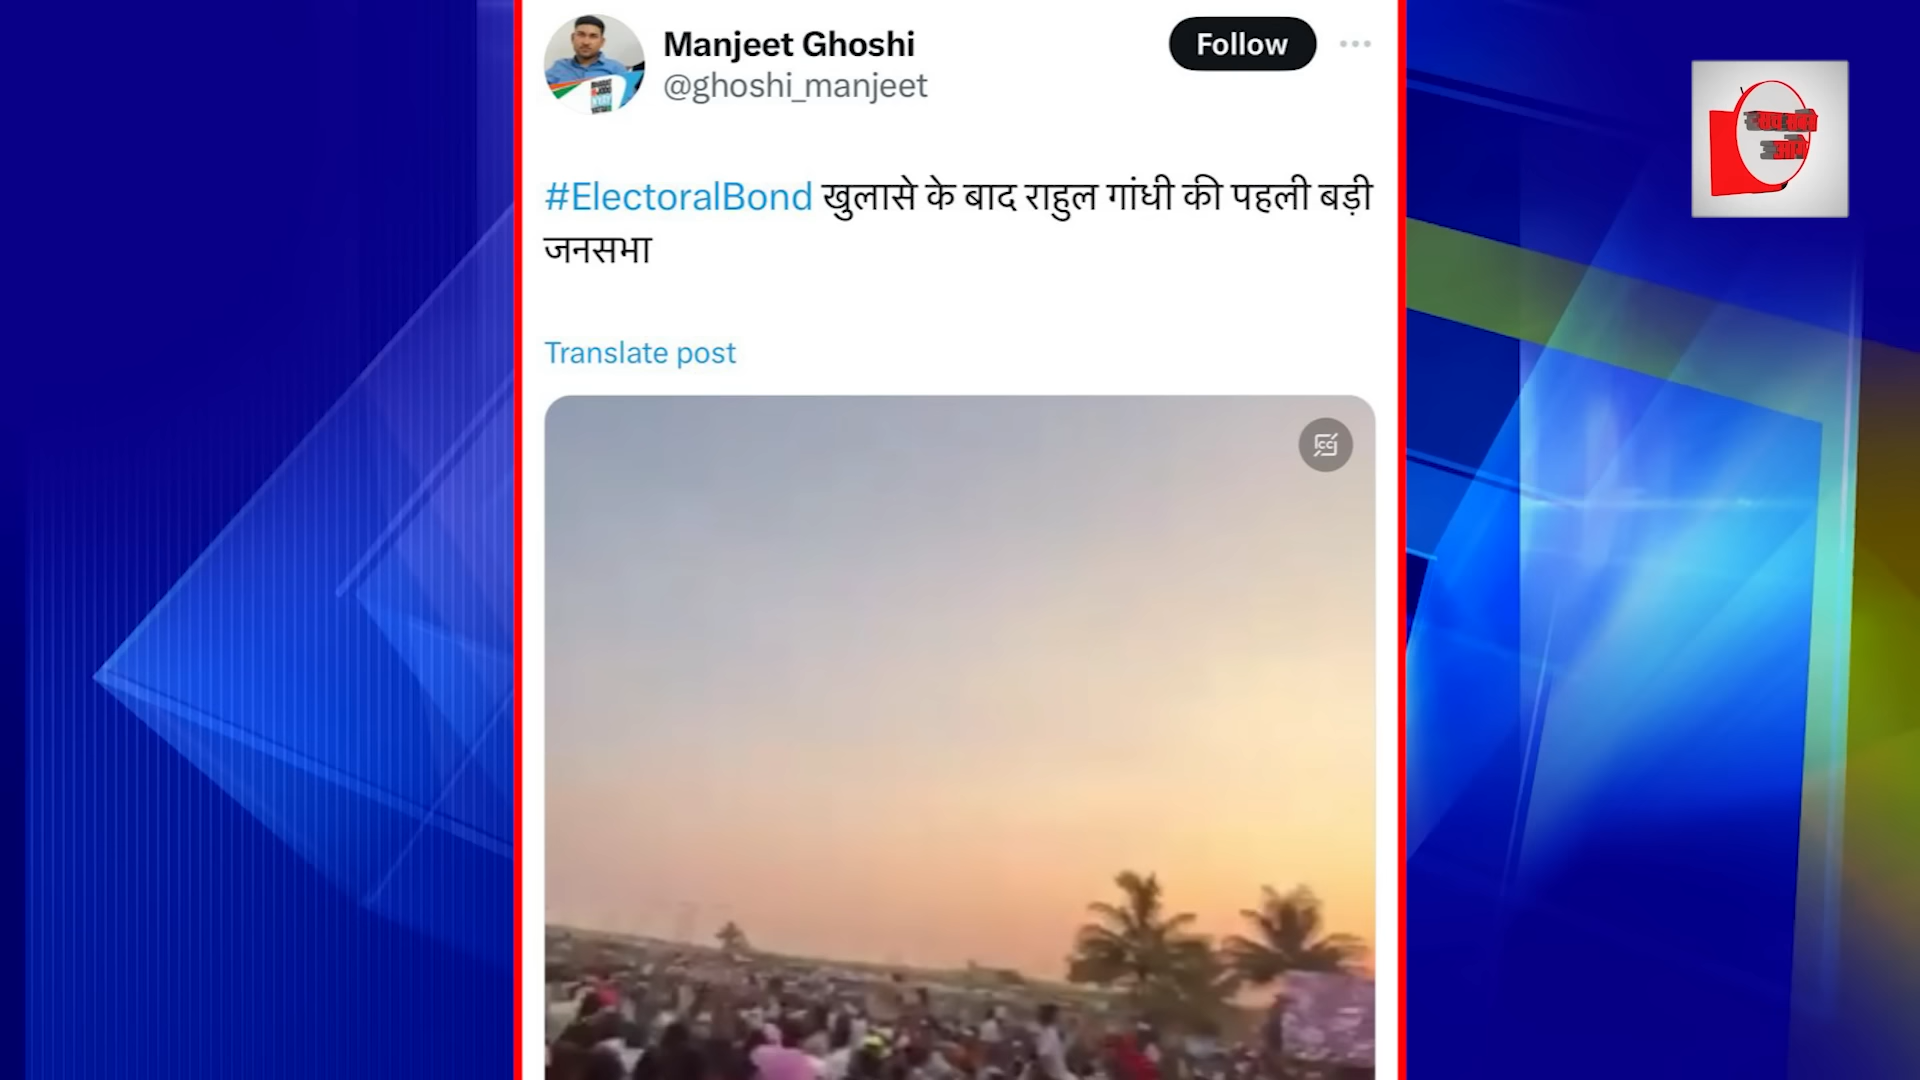 Manjeet Ghoshi
@ghoshi_manjeet
Follow
#ElectoralBond खुलासे के बाद राहुल गांधी की पहली बड़ी
जनसभा
Translate post